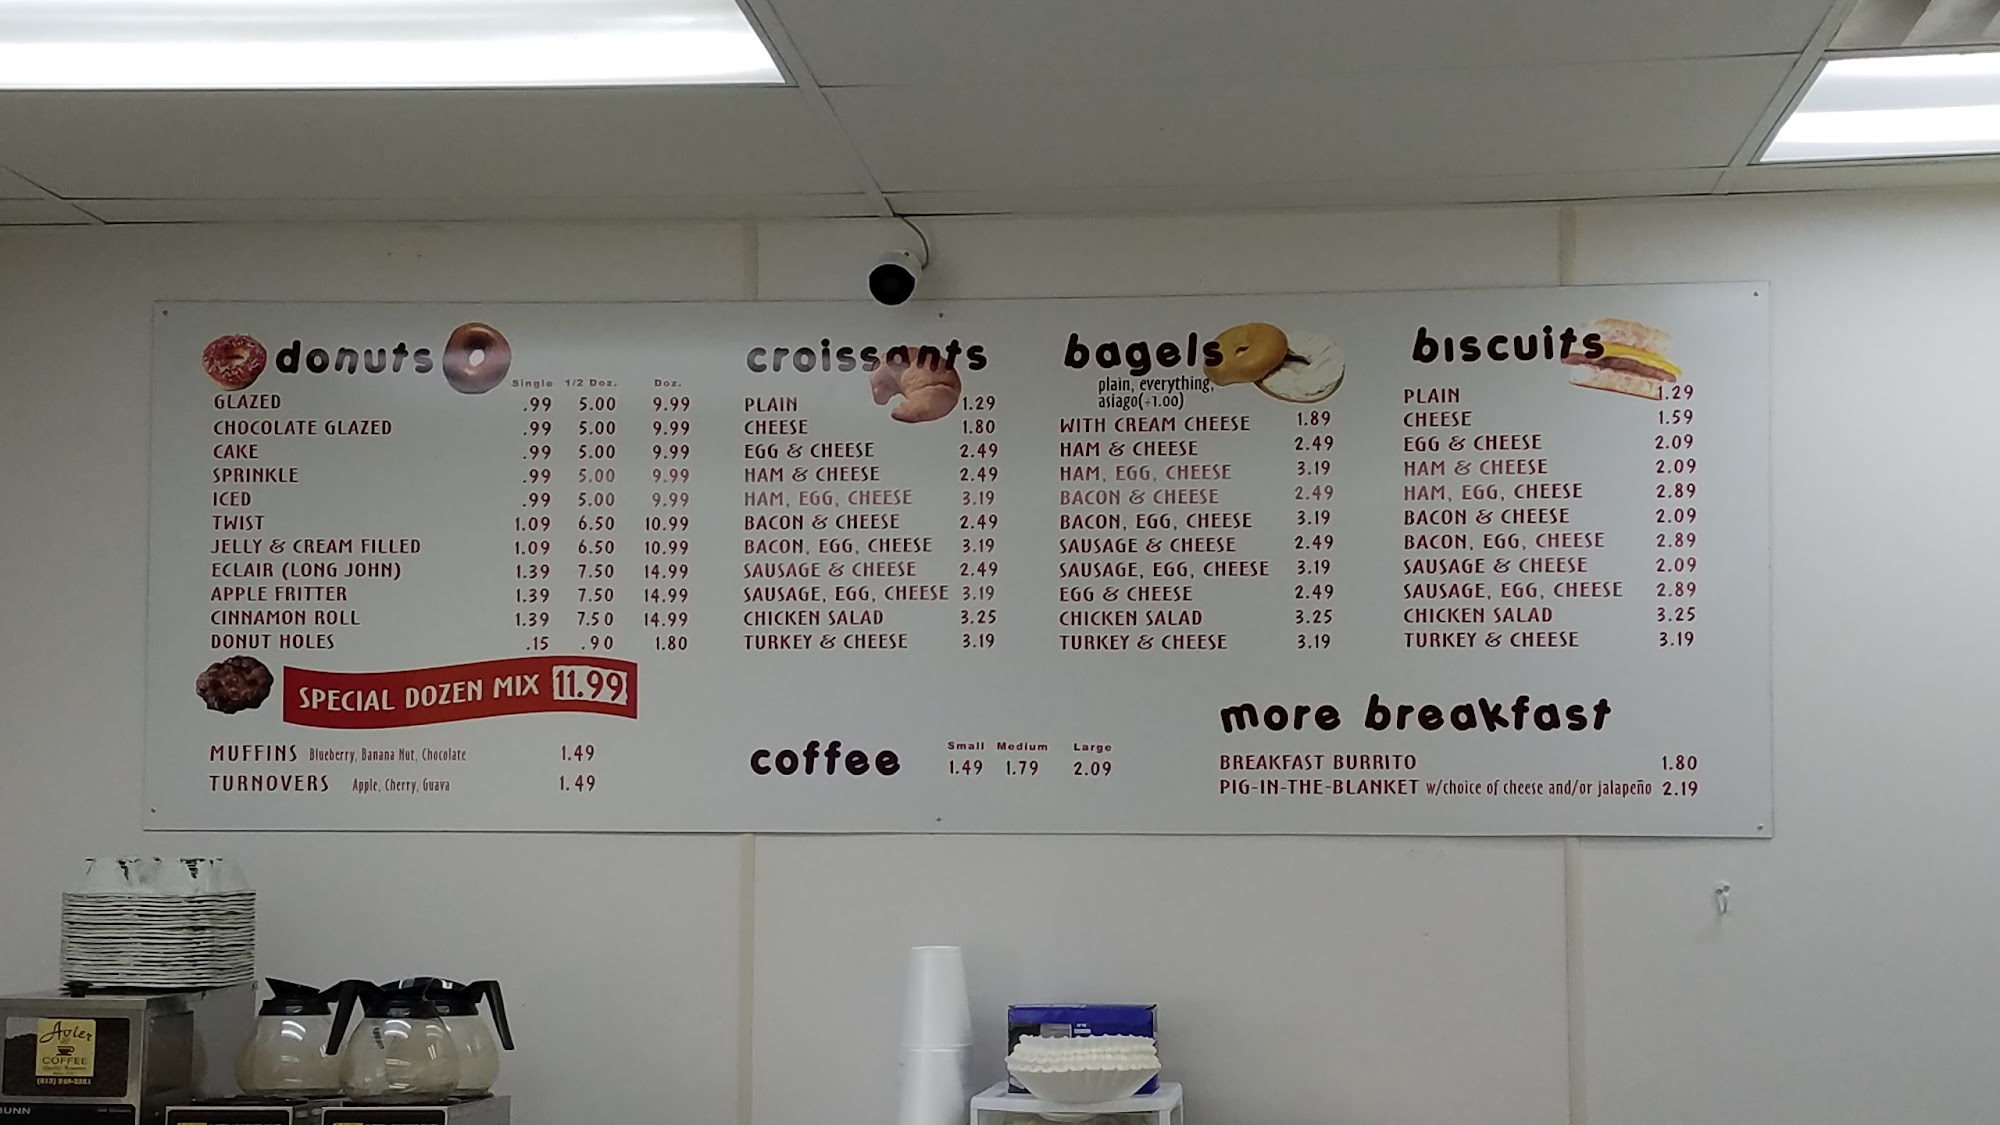 donuts
Single 1/2 Doz. Doz.
GLAZED .99 5.00 9.99
CHOCOLATE GLAZED .99 5.00 9.99
CAKE .99 5.00 9.99
SPRINKLE .99 5.00 9.99
ICED .99 5.00 9.99
TWIST 1.09 6.50 10.99
JELLY & CREAM FILLED 1.09 6.50 10.99
ECLAIR (LONG JOHN) 1.39 7.50 14.99
APPLE FRITTER 1.39 7.50 14.99
CINNAMON ROLL 1.39 7.50 14.99
DONUT HOLES .15 .90 1.80
SPECIAL DOZEN MIX 11.99
MUFFINS Blueberry, Banana Nut, Chocolate 1.49
TURNOVERS Apple, Cherry, Guava 1.49
croissants
PLAIN 1.29
CHEESE 1.80
EGG & CHEESE 2.49
HAM & CHEESE 2.49
HAM, EGG, CHEESE 3.19
BACON & CHEESE 2.49
BACON, EGG, CHEESE 3.19
SAUSAGE & CHEESE 2.49
SAUSAGE, EGG, CHEESE 3.19
CHICKEN SALAD 3.25
TURKEY & CHEESE 3.19
coffee
Small Medium Large
1.49 1.79 2.09
bagels
plain, everything,
asiago(+1.00)
WITH CREAM CHEESE 1.89
HAM & CHEESE 2.49
HAM, EGG, CHEESE 3.19
BACON & CHEESE 2.49
BACON, EGG, CHEESE 3.19
SAUSAGE & CHEESE 2.49
SAUSAGE, EGG, CHEESE 3.19
EGG & CHEESE 2.49
CHICKEN SALAD 3.25
TURKEY & CHEESE 3.19
biscuits
PLAIN 1.29
CHEESE 1.59
EGG & CHEESE 2.09
HAM & CHEESE 2.09
HAM, EGG, CHEESE 2.89
BACON & CHEESE 2.09
BACON, EGG, CHEESE 2.89
SAUSAGE & CHEESE 2.09
SAUSAGE, EGG, CHEESE 2.89
CHICKEN SALAD 3.25
TURKEY & CHEESE 3.19
more breakfast
BREAKFAST BURRITO 1.80
PIG-IN-THE-BLANKET w/choice of cheese and/or jalapeño 2.19
COFFEE
BUNN